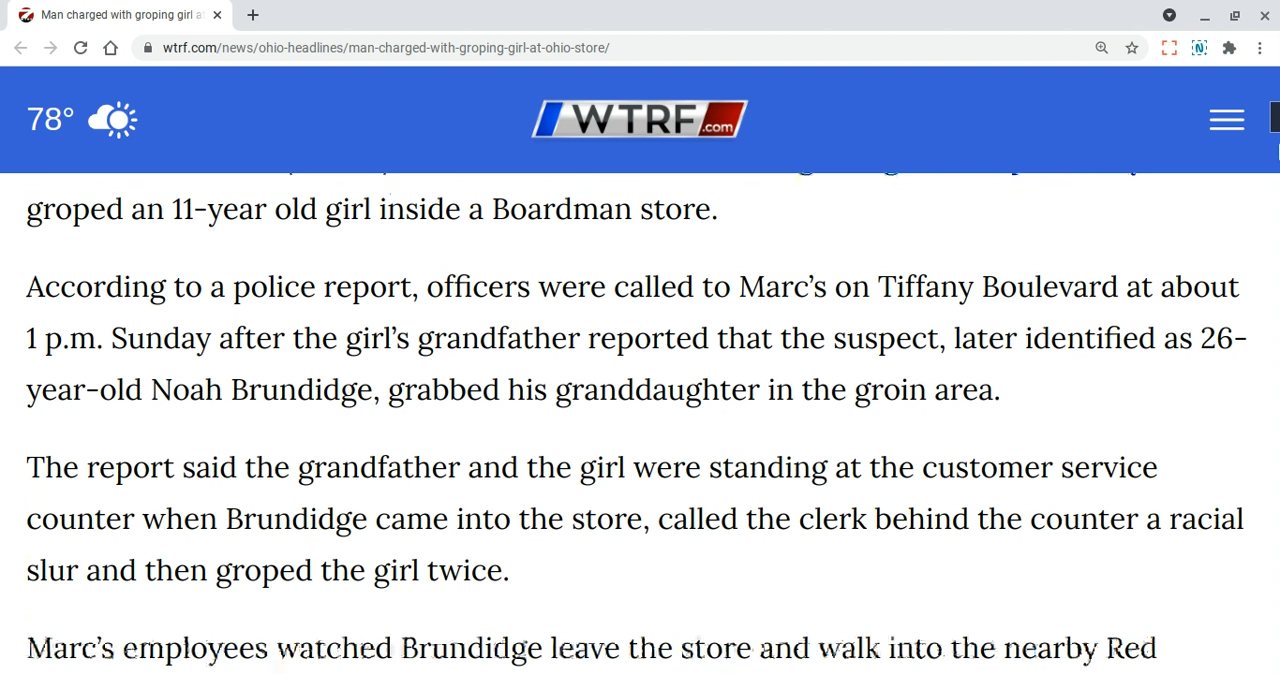 Man charged with groping girl a
wtrf.com/news/ohio-headlines/man-charged-with-groping-girl-at-ohio-store/
78°
WTRF.com
groped an 11-year old girl inside a Boardman store.
According to a police report, officers were called to Marc’s on Tiffany Boulevard at about
1 p.m. Sunday after the girl’s grandfather reported that the suspect, later identified as 26-
year-old Noah Brundidge, grabbed his granddaughter in the groin area.
The report said the grandfather and the girl were standing at the customer service
counter when Brundidge came into the store, called the clerk behind the counter a racial
slur and then groped the girl twice.
Marc’s employees watched Brundidge leave the store and walk into the nearby Red